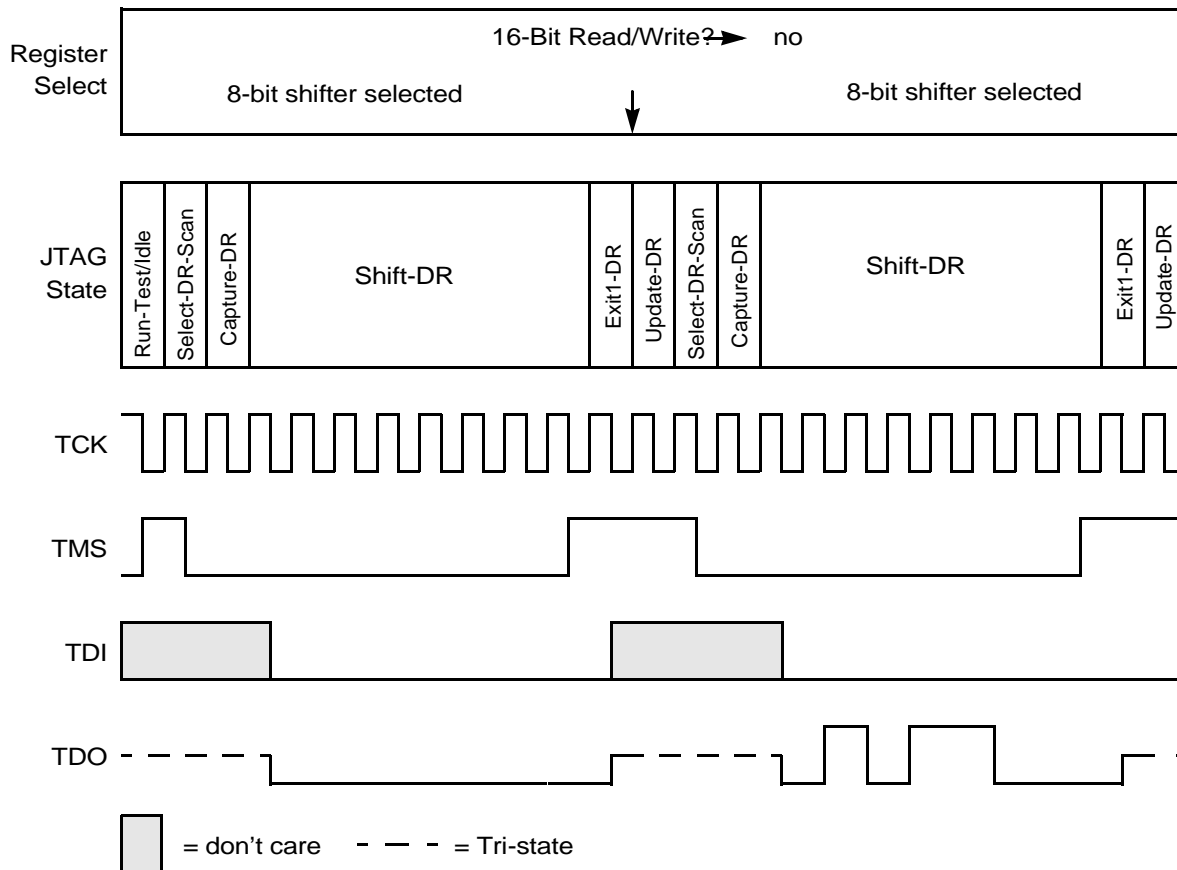 16-Bit Read/Write? no
Register
Select
8-bit shifter selected 8-bit shifter selected
JTAG
State
Run-Test/Idle
Select-DR-Scan
Capture-DR
Shift-DR
Exit1-DR
Update-DR
Select-DR-Scan
Capture-DR
Shift-DR
Exit1-DR
Update-DR
TCK
TMS
TDI
TDO
= don't care = Tri-state